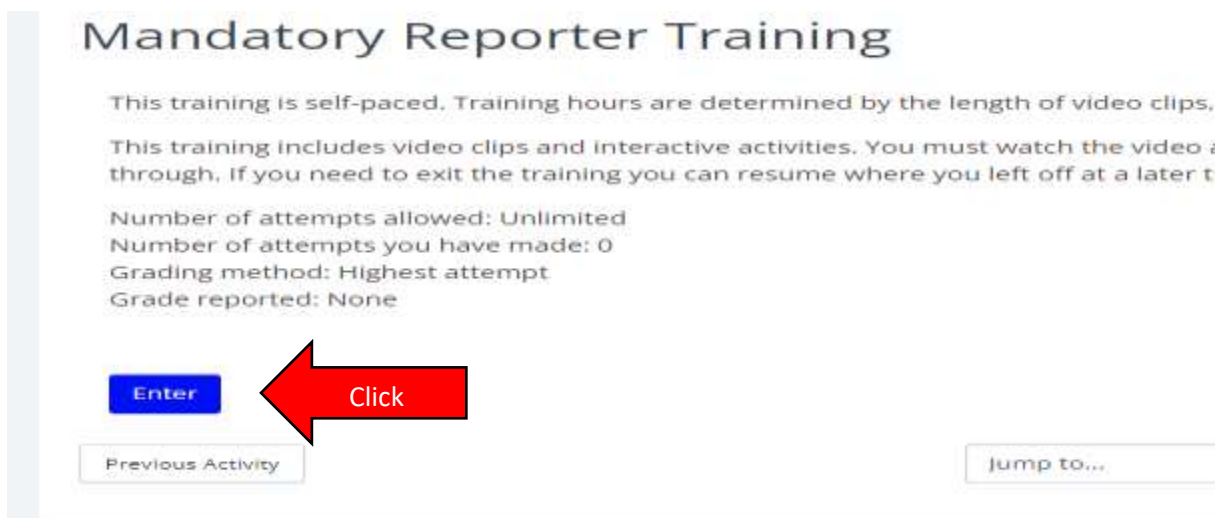 Mandatory Reporter Training
This training is self-paced. Training hours are determined by the length of video clips.
This training includes video clips and interactive activities. You must watch the video
through. If you need to exit the training you can resume where you left off at a later
Number of attempts allowed: Unlimited
Number of attempts you have made: 0
Grading method: Highest attempt
Grade reported: None
Enter
Click
Previous Activity
Jump to...